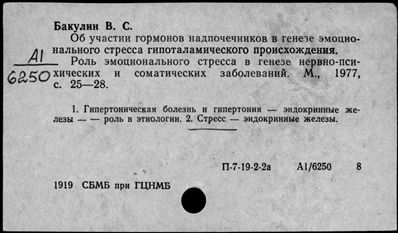 Бакулин В. С.
Об участии гормонов надпочечников в генезе эмоцио-
нального стресса гипоталамического происхождения.
А1
6250
Роль эмоционального стресса в генезе нервно-пси-
хических и соматических заболеваний. М., 1977,
с. 25—28.
1. Гипертоническая болезнь и гипертония — эндокринные же-
лезы — — роль в этиологии. 2. Стресс — эндокринные железы.
П-7-19-2-2а А1/6250 8
1919 СБМБ при ГЦНМБ